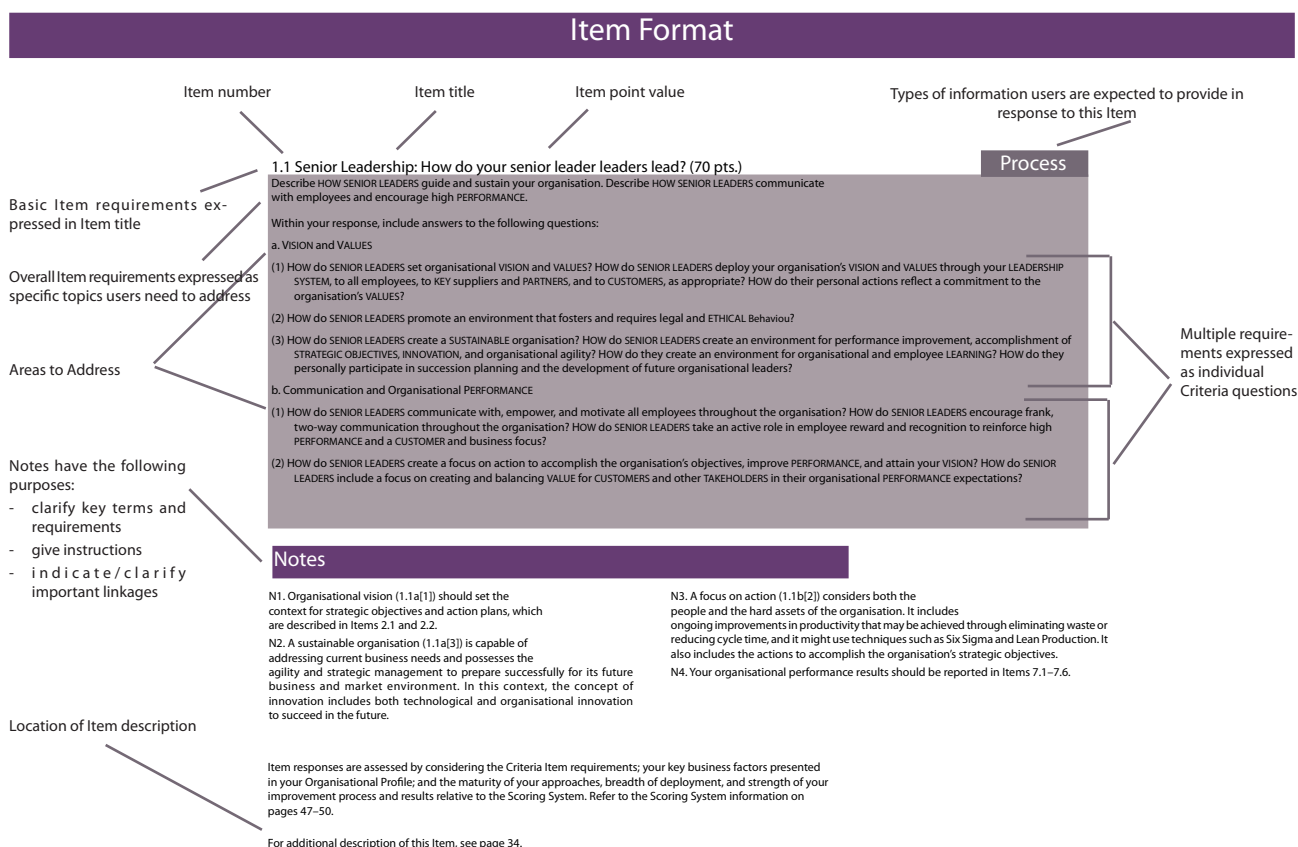 Item Format
Item number
Item title
Item point value
Types of information users are expected to provide in
response to this Item
1.1 Senior Leadership: How do your senior leader leaders lead? (70 pts.)
Process
Describe HOW SENIOR LEADERS guide and sustain your organisation. Describe HOW SENIOR LEADERS communicate
with employees and encourage high PERFORMANCE.
Within your response, include answers to the following questions:
a. VISION and VALUES
(1) HOW do SENIOR LEADERS set organisational VISION and VALUES? HOW do SENIOR LEADERS deploy your organisation's VISION and VALUES through your LEADERSHIP
SYSTEM, to all employees, to KEY suppliers and PARTNERS, and to CUSTOMERS, as appropriate? HOW do their personal actions reflect a commitment to the
organisation's VALUES?
(2) HOW do SENIOR LEADERS promote an environment that fosters and requires legal and ETHICAL Behaviou?
(3) HOW do SENIOR LEADERS create a SUSTAINABLE organisation? HOW do SENIOR LEADERS create an environment for performance improvement, accomplishment of
STRATEGIC OBJECTIVES, INNOVATION, and organisational agility? HOW do they create an environment for organisational and employee LEARNING? HOW do they
personally participate in succession planning and the development of future organisational leaders?
b. Communication and Organisational PERFORMANCE
(1) HOW do SENIOR LEADERS communicate with, empower, and motivate all employees throughout the organisation? HOW do SENIOR LEADERS encourage frank,
two-way communication throughout the organisation? HOW do SENIOR LEADERS take an active role in employee reward and recognition to reinforce high
PERFORMANCE and a CUSTOMER and business focus?
(2) HOW do SENIOR LEADERS create a focus on action to accomplish the organisation's objectives, improve PERFORMANCE, and attain your VISION? HOW do SENIOR
LEADERS include a focus on creating and balancing VALUE for CUSTOMERS and other TAKEHOLDERS in their organisational PERFORMANCE expectations?
Basic Item requirements ex-
pressed in Item title
Overall Item requirements expressed as
specific topics users need to address
Areas to Address
Multiple require-
ments expressed
as individual
Criteria questions
Notes have the following
purposes:
- clarify key terms and
requirements
- give instructions
- indicate/clarify
important linkages
Notes
N1. Organisational vision (1.1a[1]) should set the
context for strategic objectives and action plans, which
are described in Items 2.1 and 2.2.
N2. A sustainable organisation (1.1a[3]) is capable of
addressing current business needs and possesses the
agility and strategic management to prepare successfully for its future
business and market environment. In this context, the concept of
innovation includes both technological and organisational innovation
to succeed in the future.
N3. A focus on action (1.1b[2]) considers both the
people and the hard assets of the organisation. It includes
ongoing improvements in productivity that may be achieved through eliminating waste or
reducing cycle time, and it might use techniques such as Six Sigma and Lean Production. It
also includes the actions to accomplish the organisation's strategic objectives.
N4. Your organisational performance results should be reported in Items 7.1–7.6.
Location of Item description
Item responses are assessed by considering the Criteria Item requirements; your key business factors presented
in your Organisational Profile; and the maturity of your approaches, breadth of deployment, and strength of your
improvement process and results relative to the Scoring System. Refer to the Scoring System information on
pages 47–50.
For additional description of this Item, see page 34.